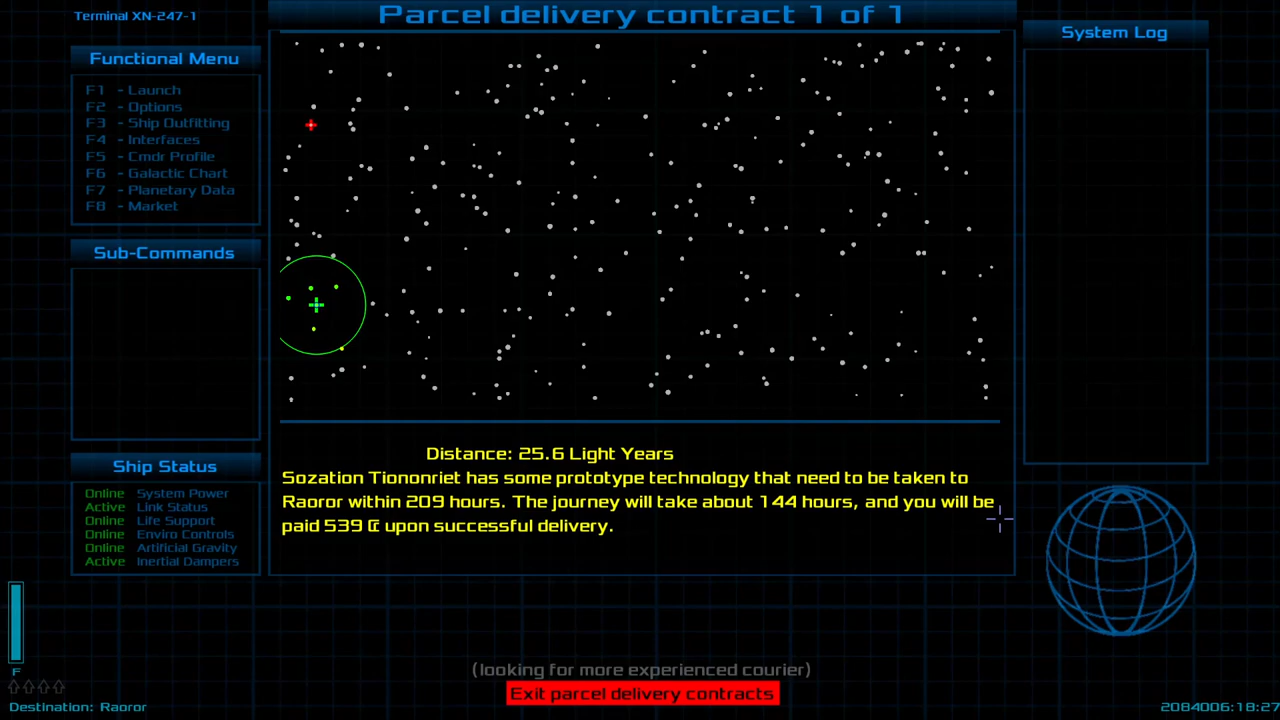 Terminal XN-247-1
Parcel delivery contract 1 of 1
Functional Menu
F1 - Launch
F2 - Options
F3 - Ship Outfitting
F4 - Interfaces
F5 - Cmdr Profile
F6 - Galactic Chart
F7 - Planetary Data
F8 - Market
Sub-Commands
Ship Status
Online System Power
Active Link Status
Online Life Support
Online Enviro Controls
Online Artificial Gravity
Active Inertial Dampers
System Log
Distance: 25.6 Light Years
Sozation Tiononriet has some prototype technology that need to be taken to
Raoror within 209 hours. The journey will take about 144 hours, and you will be
paid 539 ₢ upon successful delivery.
(looking for more experienced courier)
Exit parcel delivery contracts
F
Destination: Raoror
2084006:18:27